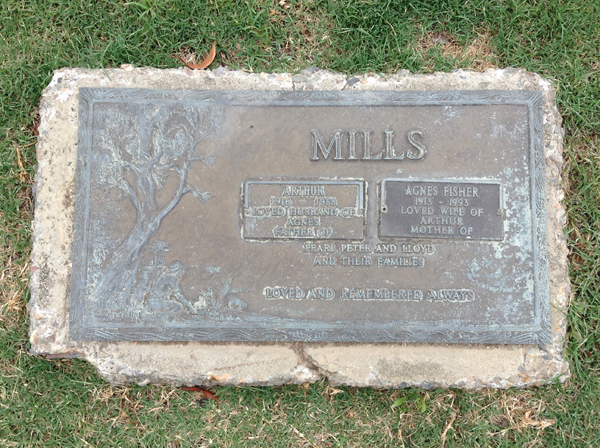 MILLS
ARTHUR
LOVED HUSBAND OF
AGNES
FATHER OF
AGNES FISHER
1915 - 1993
LOVED WIFE OF
ARTHUR
MOTHER OF
PEARL, PETER AND LLOYD
AND THEIR FAMILIES
LOVED AND REMEMBERED ALWAYS